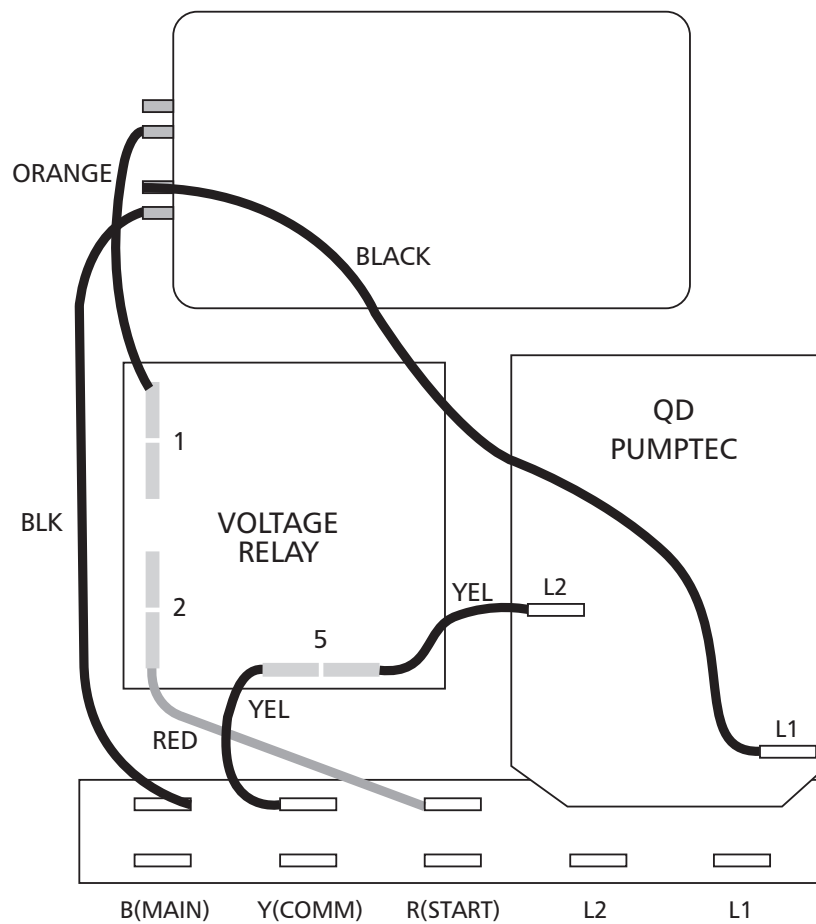 ORANGE
BLACK
QD
PUMPTEC
1
BLK
VOLTAGE
RELAY
YEL
L2
2
5
YEL
RED
L1
B(MAIN) Y(COMM) R(START) L2 L1